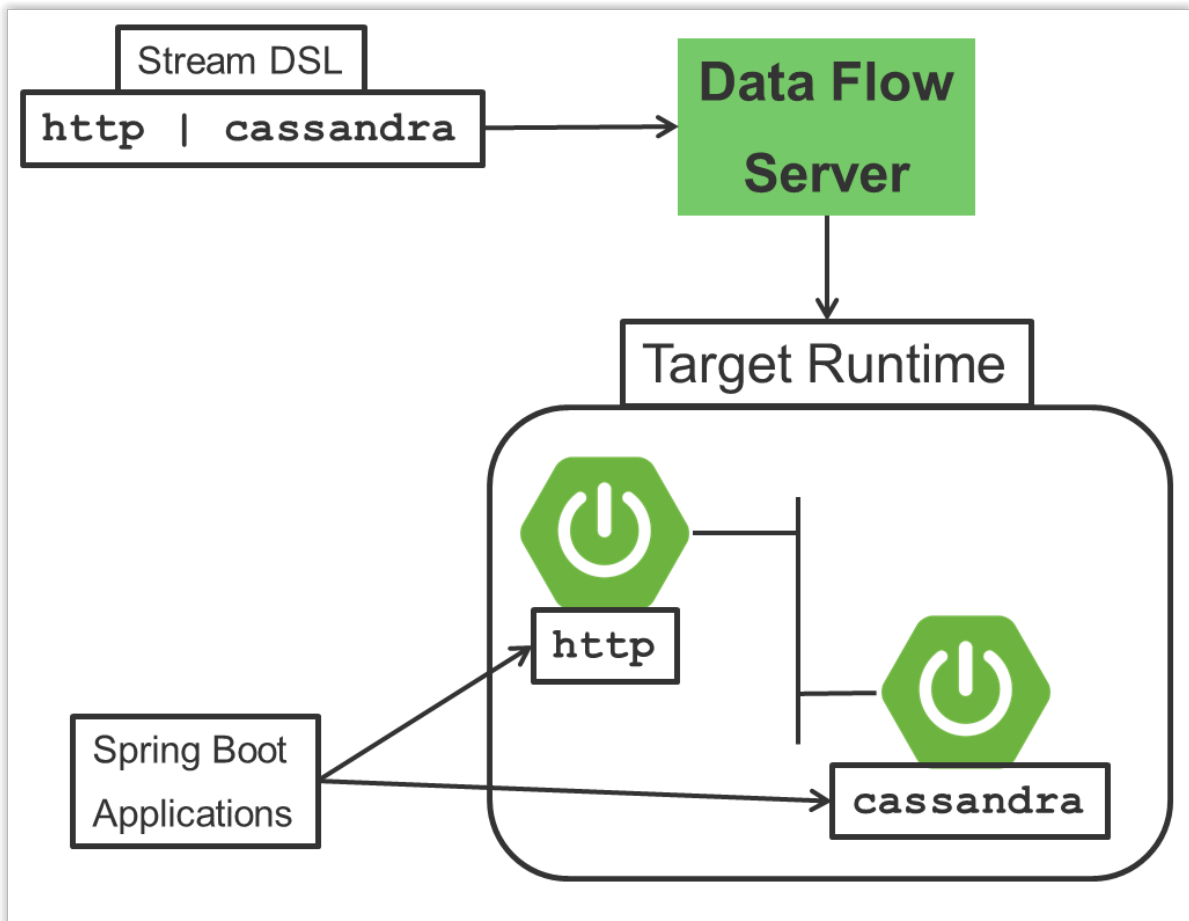 Stream DSL
http | cassandra
Data Flow
Server
Target Runtime
http
Spring Boot
Applications
cassandra